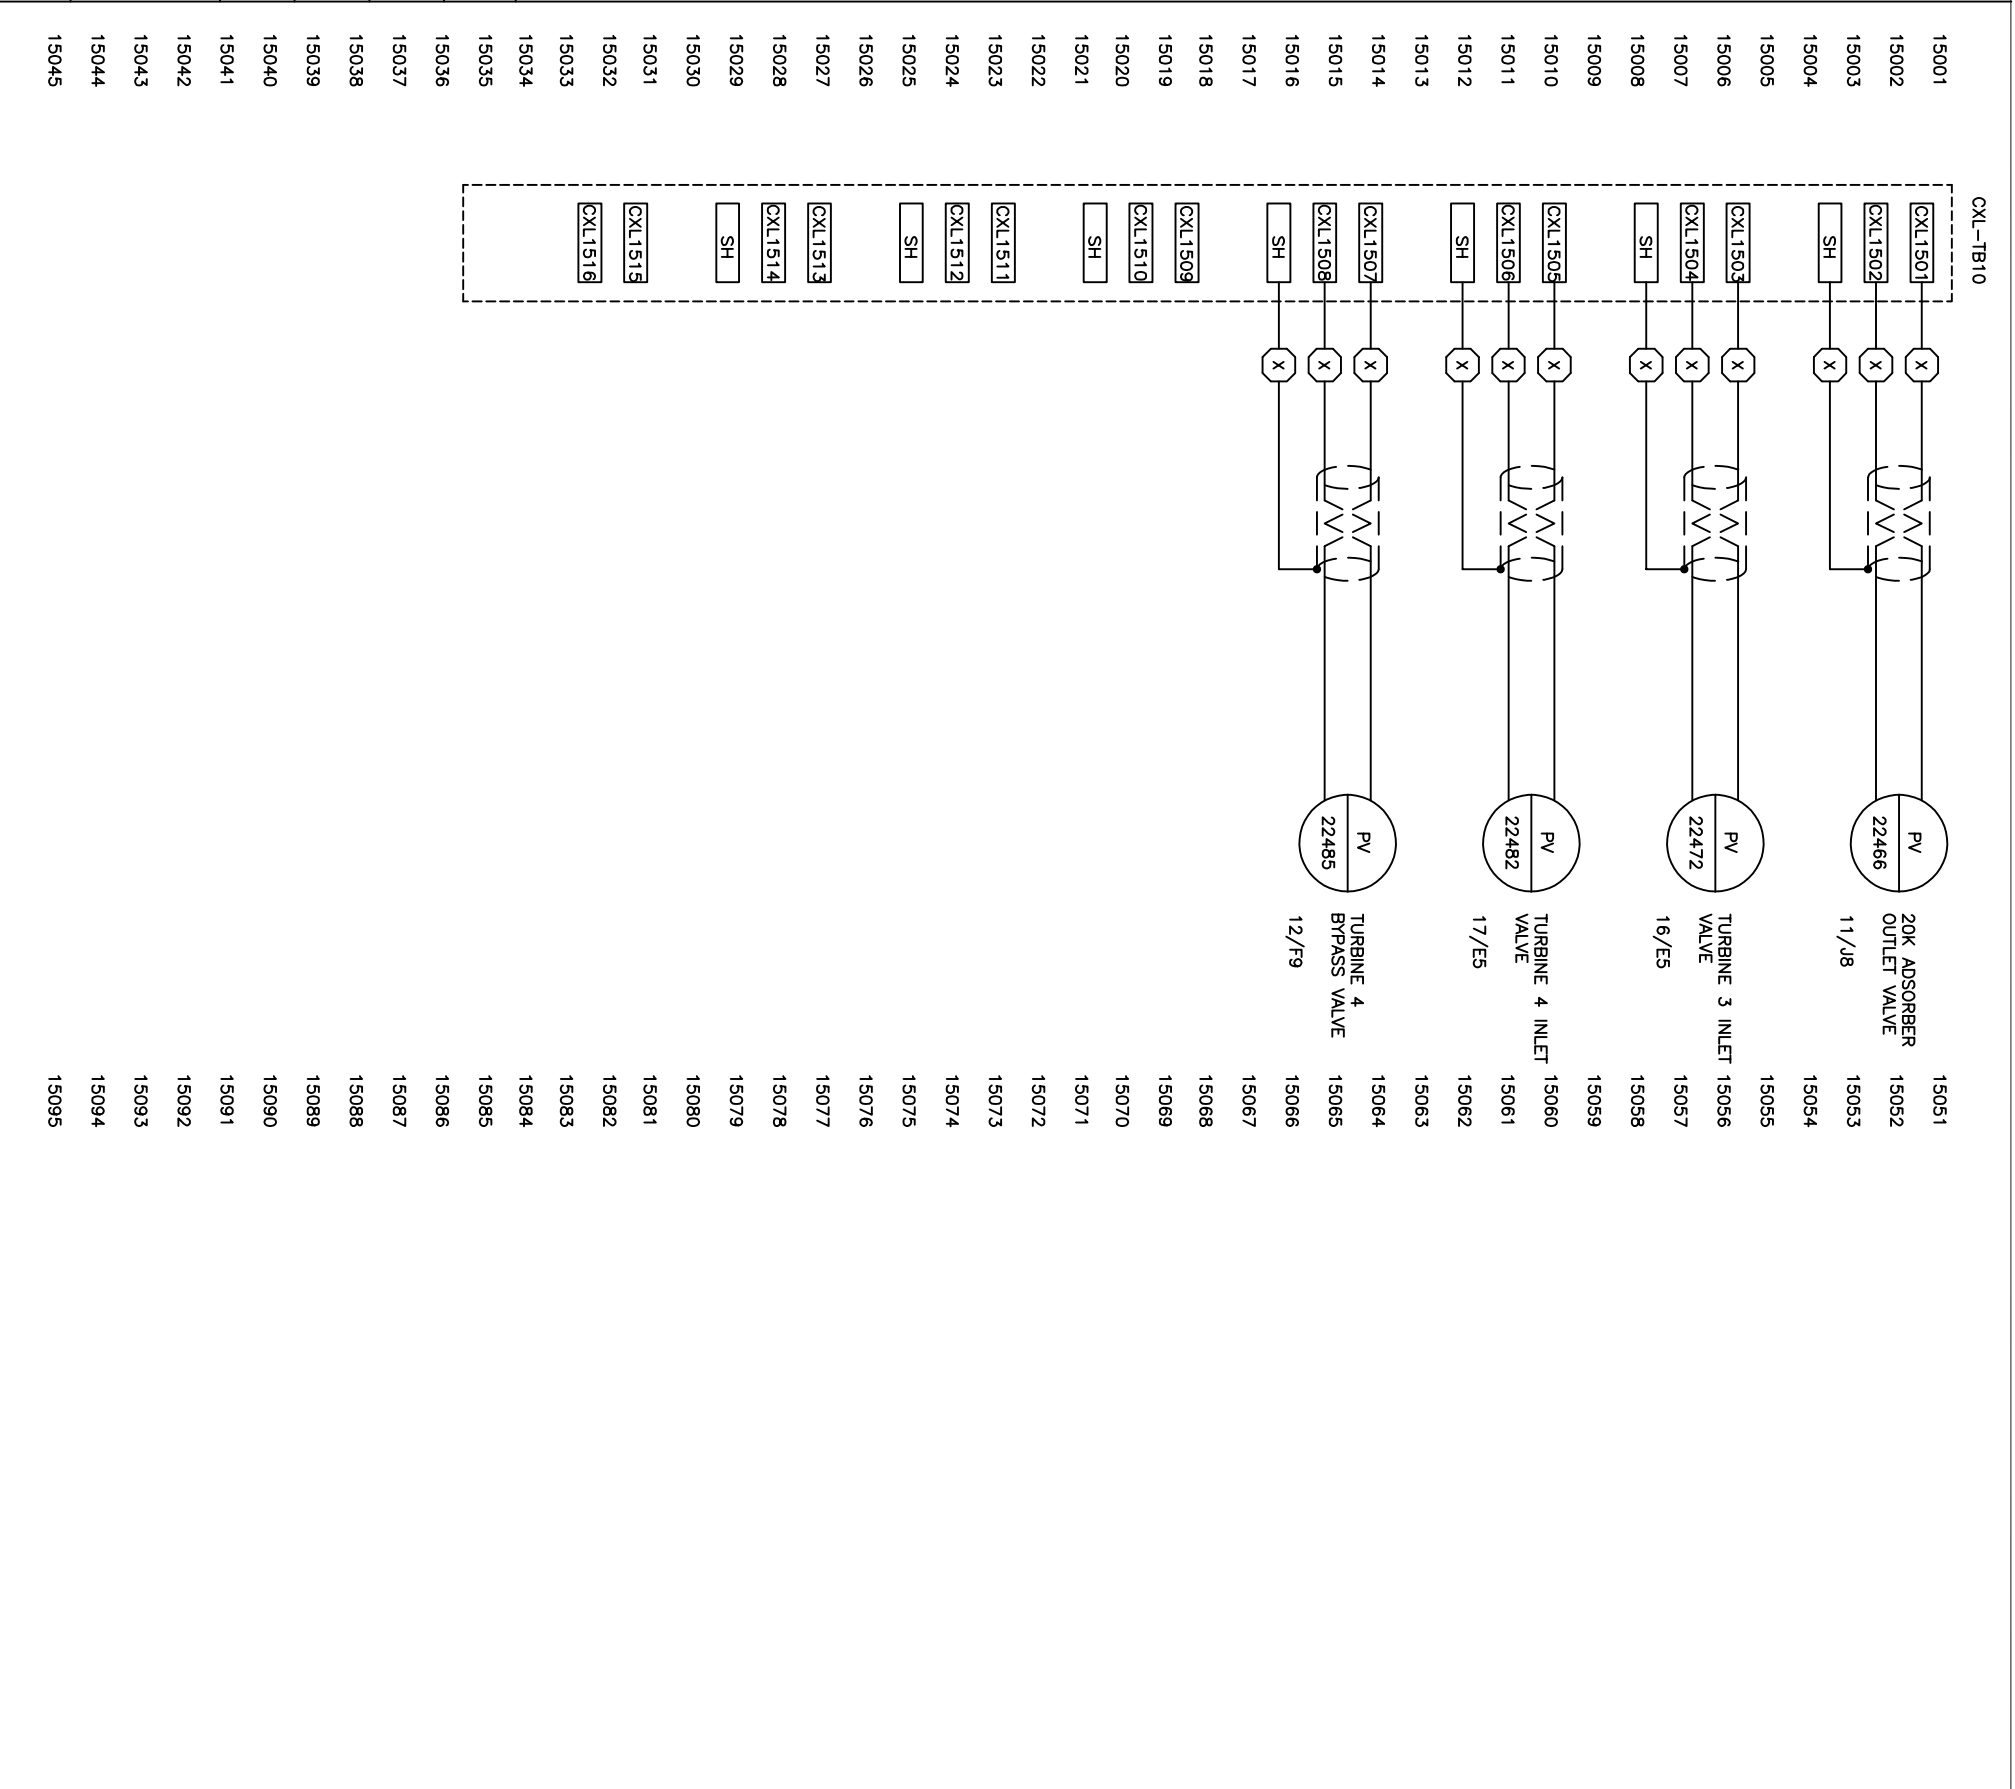 15001
15002
15003
15004
15005
15006
15007
15008
15009
15010
15011
15012
15013
15014
15015
15016
15017
15018
15019
15020
15021
15022
15023
15024
15025
15026
15027
15028
15029
15030
15031
15032
15033
15034
15035
15036
15037
15038
15039
15040
15041
15042
15043
15044
15045
CXL-TB10
CXL1501
CXL1502
SH
CXL1503
CXL1504
SH
CXL1505
CXL1506
SH
CXL1507
CXL1508
SH
CXL1509
CXL1510
SH
CXL1511
CXL1512
SH
CXL1513
CXL1514
SH
CXL1515
CXL1516
X
X
X
X
X
X
X
X
X
X
X
X
PV
22466
20K ADSORBER
OUTLET VALVE
11/J8
PV
22472
TURBINE 3 INLET
VALVE
16/E5
PV
22482
TURBINE 4 INLET
VALVE
17/E5
PV
22485
TURBINE 4
BYPASS VALVE
12/F9
15051
15052
15053
15054
15055
15056
15057
15058
15059
15060
15061
15062
15063
15064
15065
15066
15067
15068
15069
15070
15071
15072
15073
15074
15075
15076
15077
15078
15079
15080
15081
15082
15083
15084
15085
15086
15087
15088
15089
15090
15091
15092
15093
15094
15095